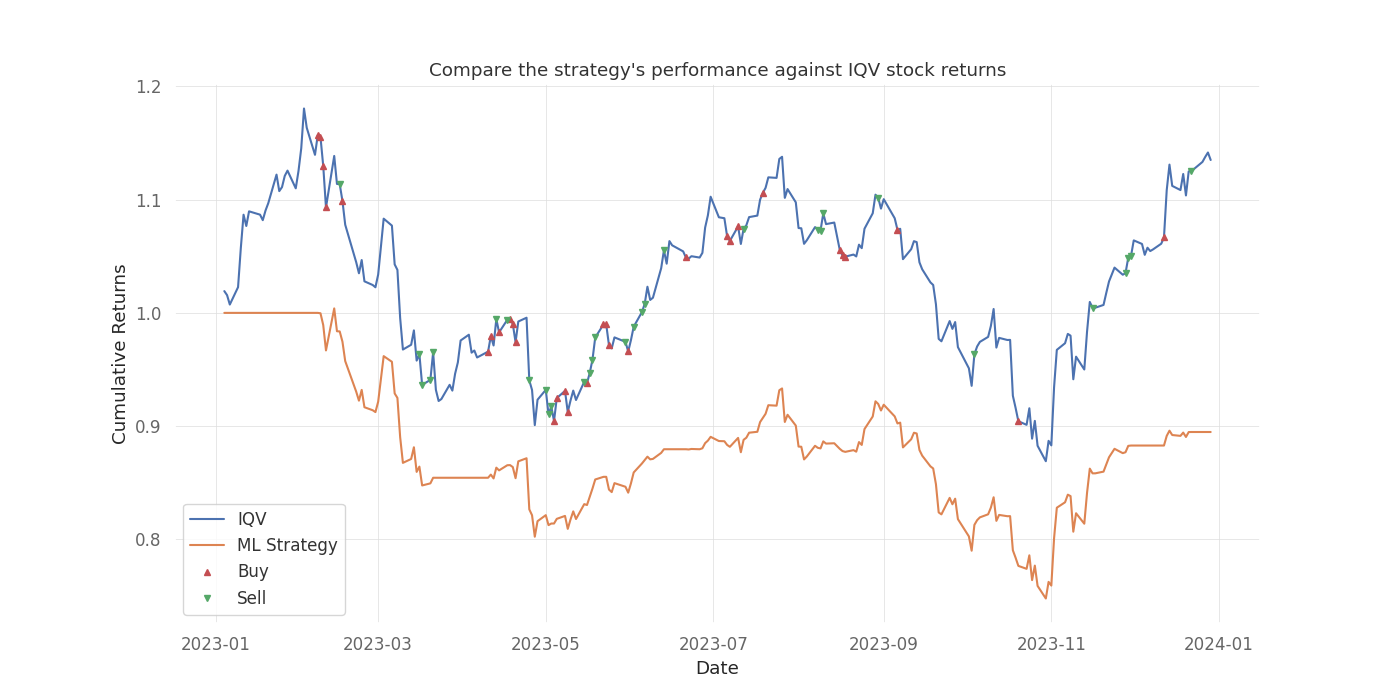 Compare the strategy's performance against IQV stock returns
Cumulative Returns
1.2
1.1
1.0
0.9
0.8
IQV
ML Strategy
Buy
Sell
2023-01 2023-03 2023-05 2023-07 2023-09 2023-11 2024-01
Date